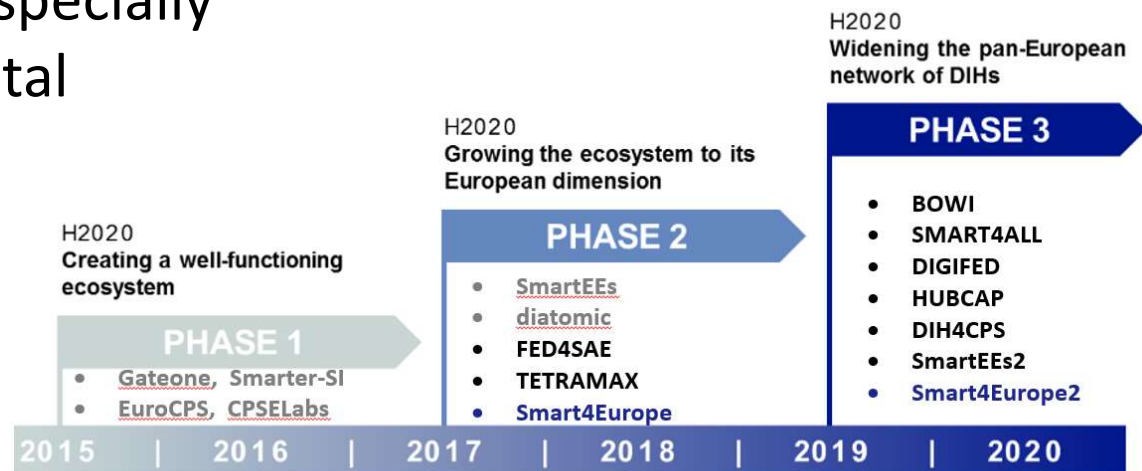 specially
tal
H2020
Creating a well-functioning
ecosystem
PHASE 1
• Gateone, Smarter-SI
• EuroCPS, CPSELabs
H2020
Growing the ecosystem to its
European dimension
PHASE 2
• SmartEEs
• diatomic
• FED4SAE
• TETRAMAX
• Smart4Europe
H2020
Widening the pan-European
network of DIHs
PHASE 3
• BOWI
• SMART4ALL
• DIGIFED
• HUBCAP
• DIH4CPS
• SmartEEs2
• Smart4Europe2
2015 | 2016 | 2017 | 2018 | 2019 | 2020